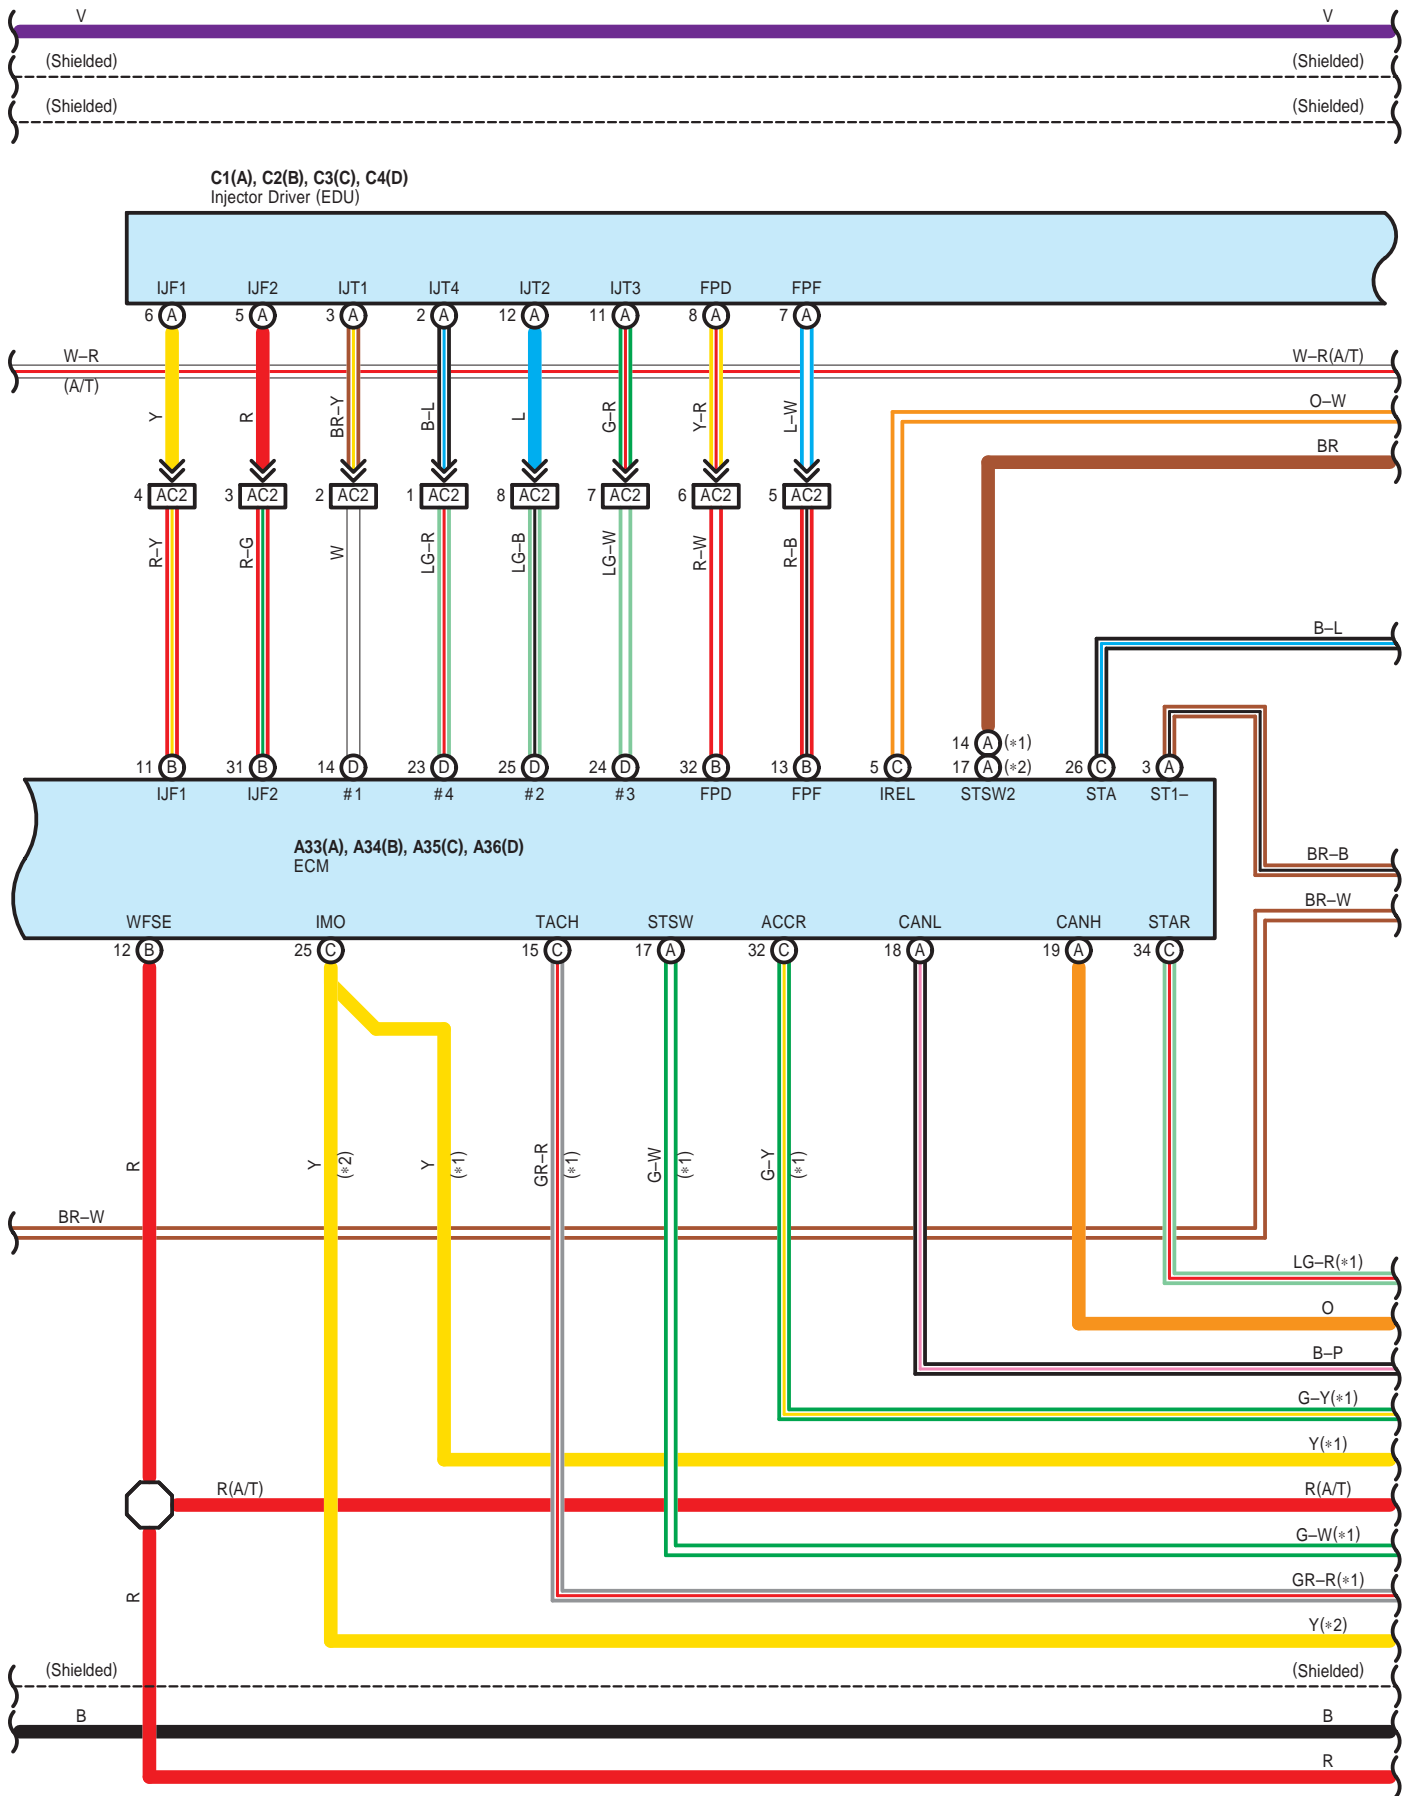 V V
(Shielded) (Shielded)
(Shielded) (Shielded)
C1(A), C2(B), C3(C), C4(D)
Injector Driver (EDU)
IJF1 IJF2 IJT1 IJT4 IJT2 IJT3 FPD FPF
6 A 5 A 3 A 2 A 12 A 11 A 8 A 7 A
W–R W–R(A/T)
(A/T)
O–W
Y R BR–Y B–L L G–R Y–R L–W
BR
4 AC2 3 AC2 2 AC2 1 AC2 8 AC2 7 AC2 6 AC2 5 AC2
R–Y R–G W LG–R LG–B LG–W R–W R–B
B–L
14 A (*1)
11 B 31 B 14 D 23 D 25 D 24 D 32 B 13 B 5 C 17 A (*2) 26 C 3 A
IJF1 IJF2 #1 #4 #2 #3 FPD FPF IREL STSW2 STA ST1–
A33(A), A34(B), A35(C), A36(D)
ECM
BR–B
BR–W
WFSE IMO TACH STSW ACCR CANL CANH STAR
12 B 25 C 15 C 17 A 32 C 18 A 19 A 34 C
R Y (*2) Y (*1) GR–R (*1) G–W (*1) G–Y (*1)
BR–W
LG–R(*1)
O
B–P
G–Y(*1)
Y(*1)
R(A/T) R(A/T)
G–W(*1)
GR–R(*1)
R
Y(*2)
(Shielded) (Shielded)
B B
R